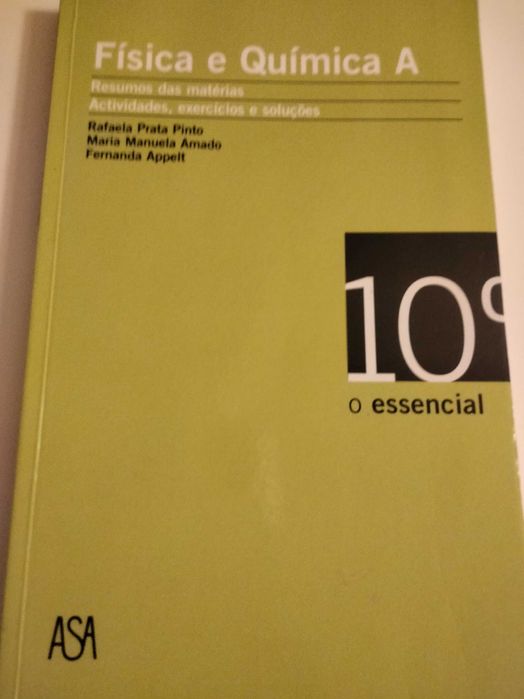 Física e Química A
Resumos das matérias
Actividades, exercícios e soluções
Rafaela Prata Pinto
Maria Manuela Amado
Fernanda Appelt
10º
o essencial
ASA